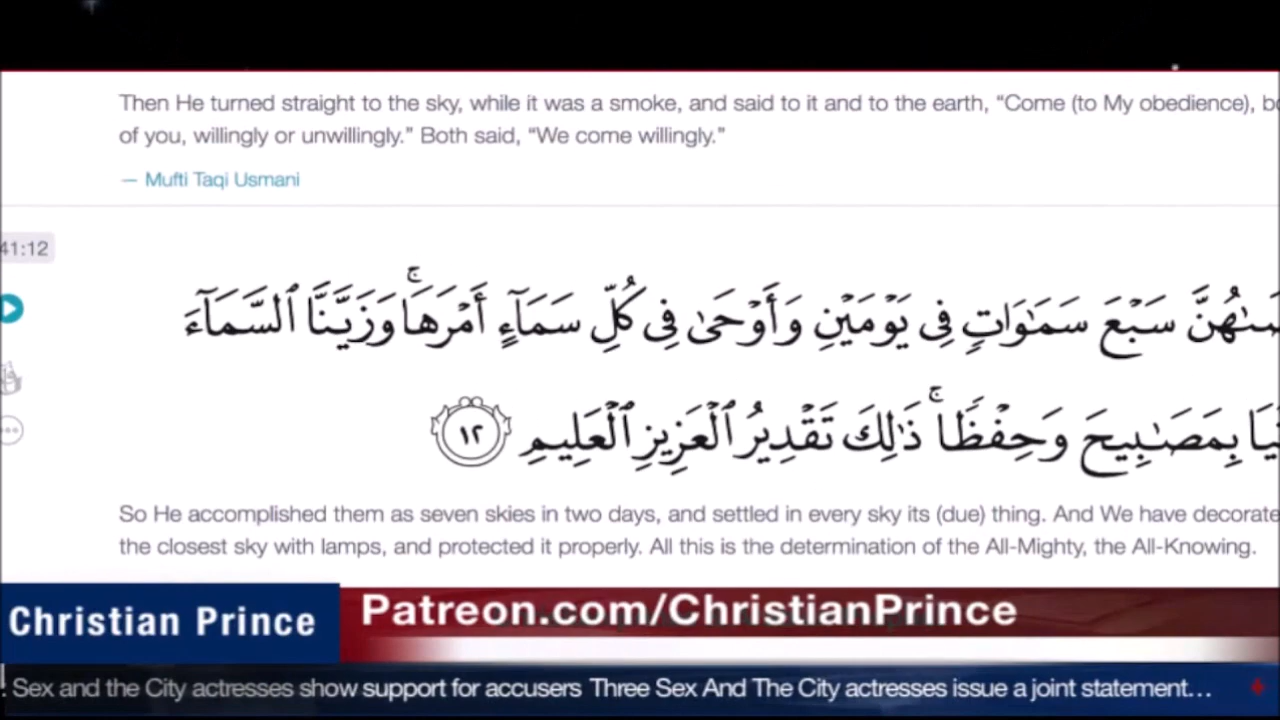 Then He turned straight to the sky, while it was a smoke, and said to it and to the earth, “Come (to My obedience),
of you, willingly or unwillingly.” Both said, “We come willingly.”
— Mufti Taqi Usmani
41:12
سَبْعَ سَمَـٰوَاتٍ فِى يَوْمَيْنِ وَأَوْحَىٰ فِى كُلِّ سَمَآءٍ أَمْرَهَا ۚ وَزَيَّنَّا ٱلسَّمَآءَ
بِمَصَـٰبِيحَ وَحِفْظًا ۚ ذَٰلِكَ تَقْدِيرُ ٱلْعَزِيزِ ٱلْعَلِيمِ ١٢
So He accomplished them as seven skies in two days, and settled in every sky its (due) thing. And We have decorate
the closest sky with lamps, and protected it properly. All this is the determination of the All-Mighty, the All-Knowing.
Christian Prince
Patreon.com/ChristianPrince
Sex and the City actresses show support for accusers Three Sex And The City actresses issue a joint statement...